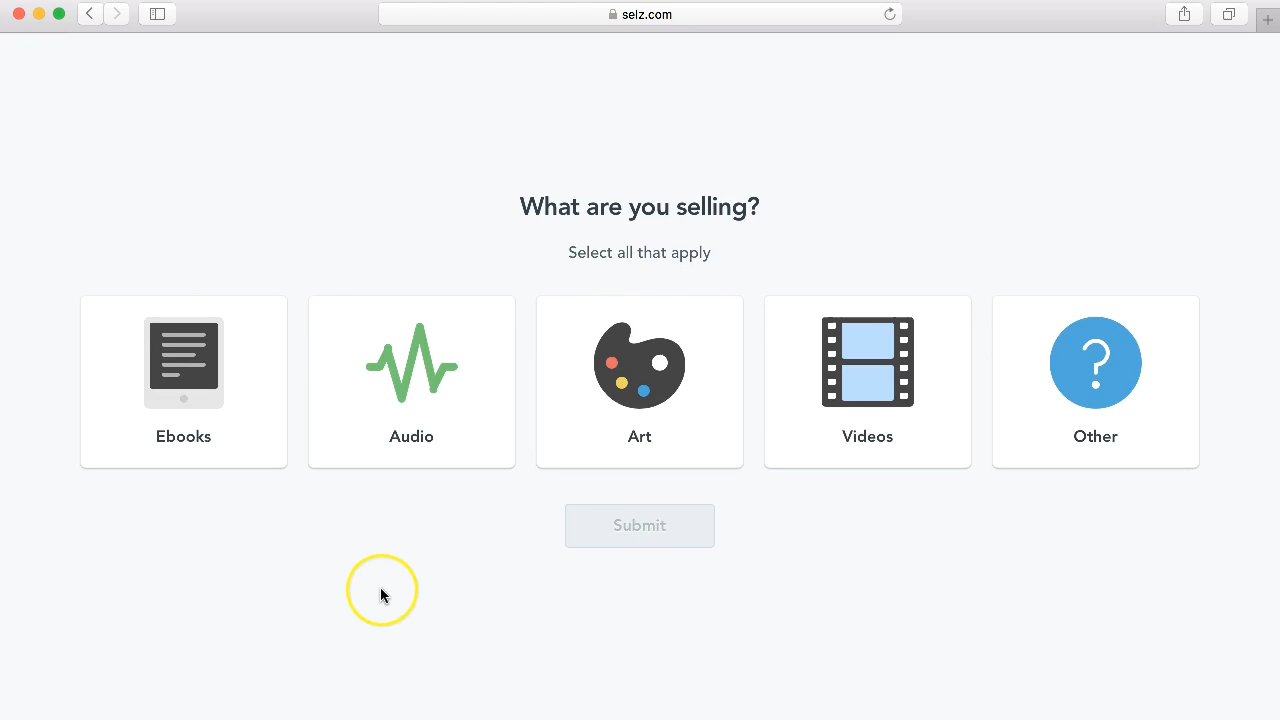 selz.com
What are you selling?
Select all that apply
Ebooks
Audio
Art
Videos
Other
Submit